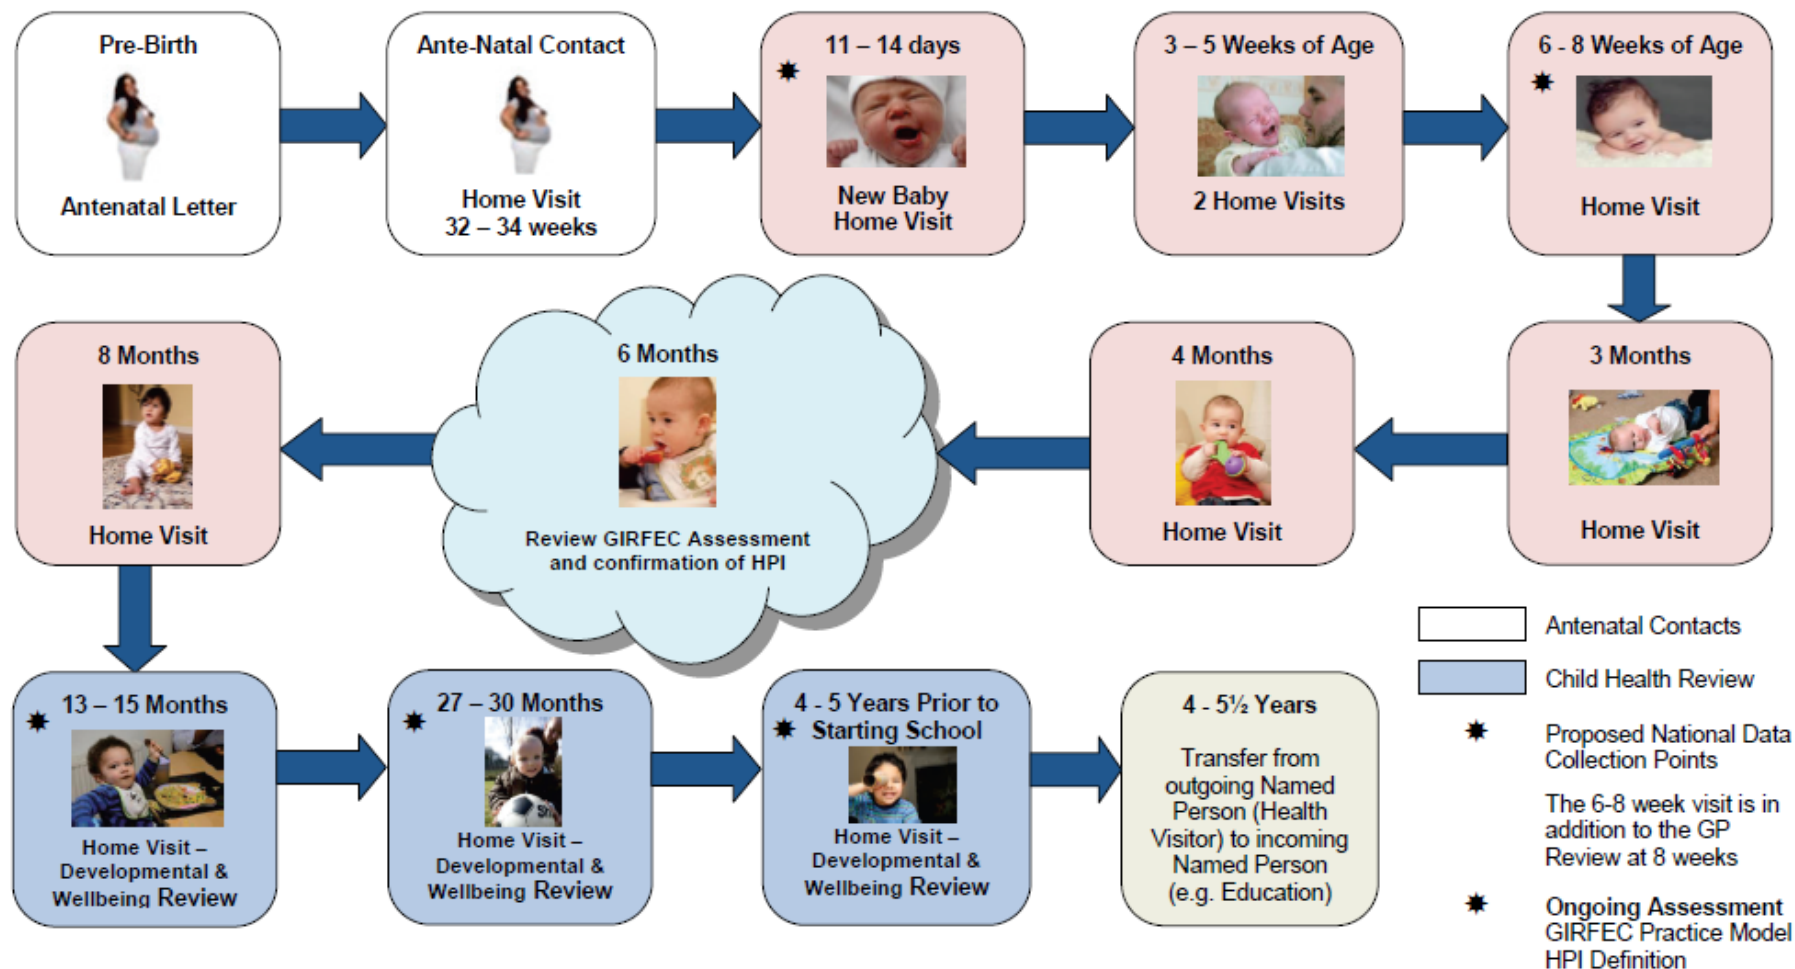 Pre-Birth
Antenatal Letter
Ante-Natal Contact
Home Visit
32 – 34 weeks
11 – 14 days
New Baby
Home Visit
3 – 5 Weeks of Age
2 Home Visits
6 - 8 Weeks of Age
Home Visit
3 Months
Home Visit
4 Months
Home Visit
6 Months
Review GIRFEC Assessment
and confirmation of HPI
8 Months
Home Visit
13 – 15 Months
Home Visit –
Developmental &
Wellbeing Review
27 – 30 Months
Home Visit –
Developmental &
Wellbeing Review
4 - 5 Years Prior to
Starting School
Home Visit –
Developmental &
Wellbeing Review
4 - 5½ Years
Transfer from
outgoing Named
Person (Health
Visitor) to incoming
Named Person
(e.g. Education)
Antenatal Contacts
Child Health Review
Proposed National Data
Collection Points
The 6-8 week visit is in
addition to the GP
Review at 8 weeks
Ongoing Assessment
GIRFEC Practice Model
HPI Definition